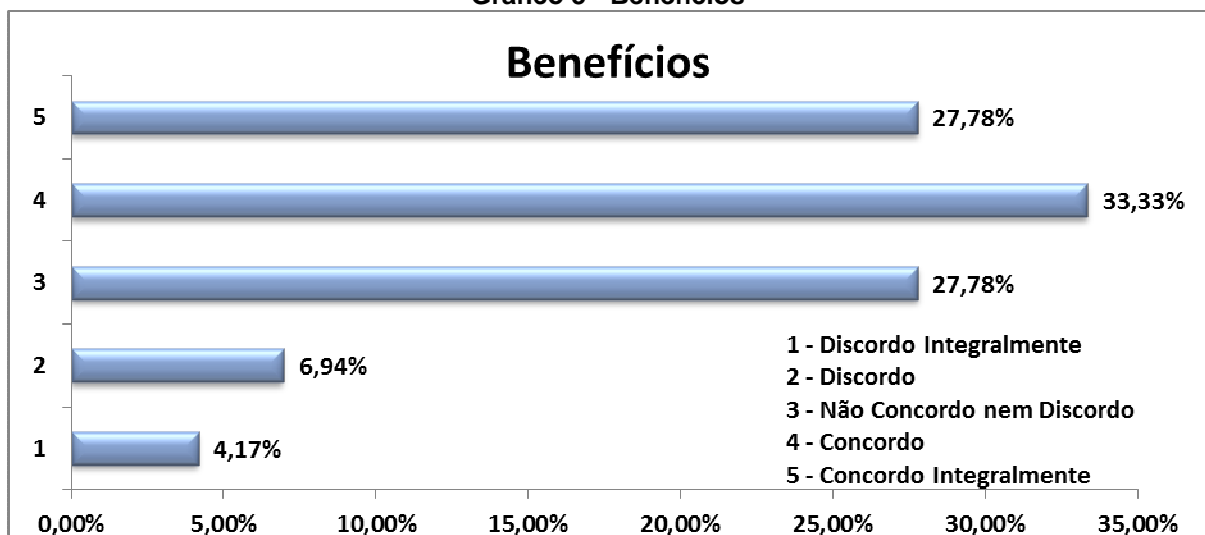 Benefícios
5 27,78%
4 33,33%
3 27,78%
2 6,94%
1 4,17%
1 - Discordo Integralmente
2 - Discordo
3 - Não Concordo nem Discordo
4 - Concordo
5 - Concordo Integralmente
0,00% 5,00% 10,00% 15,00% 20,00% 25,00% 30,00% 35,00%